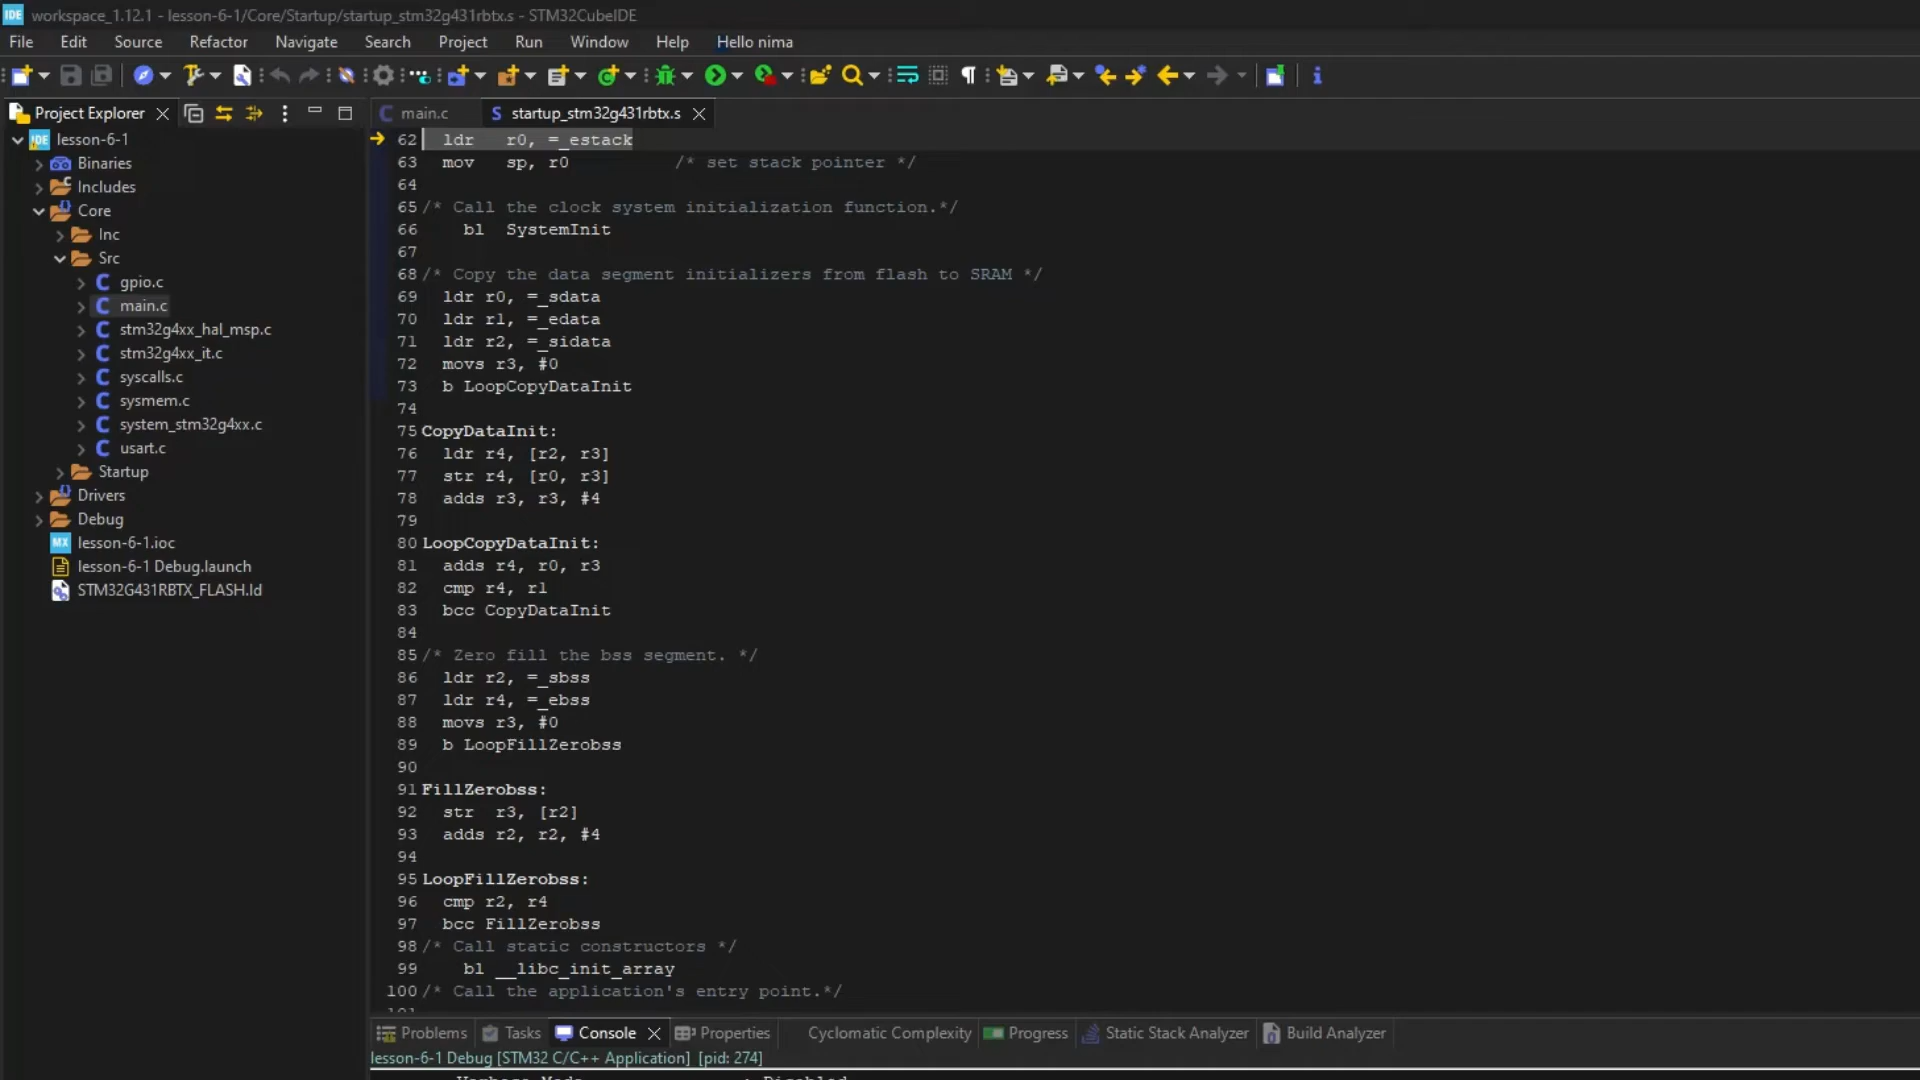 IDE workspace_1.12.1 - lesson-6-1/Core/Startup/startup_stm32g431rbtx.s - STM32CubeIDE
File Edit Source Refactor Navigate Search Project Run Window Help Hello nima
Project Explorer
main.c
startup_stm32g431rbtx.s
IDE lesson-6-1
Binaries
Includes
Core
Inc
Src
gpio.c
main.c
stm32g4xx_hal_msp.c
stm32g4xx_it.c
syscalls.c
sysmem.c
system_stm32g4xx.c
usart.c
Startup
Drivers
Debug
MX lesson-6-1.ioc
lesson-6-1 Debug.launch
STM32G431RBTX_FLASH.ld
62 ldr r0, =_estack
63 mov sp, r0 /* set stack pointer */
64
65 /* Call the clock system initialization function.*/
66 bl SystemInit
67
68 /* Copy the data segment initializers from flash to SRAM */
69 ldr r0, =_sdata
70 ldr r1, =_edata
71 ldr r2, =_sidata
72 movs r3, #0
73 b LoopCopyDataInit
74
75 CopyDataInit:
76 ldr r4, [r2, r3]
77 str r4, [r0, r3]
78 adds r3, r3, #4
79
80 LoopCopyDataInit:
81 adds r4, r0, r3
82 cmp r4, r1
83 bcc CopyDataInit
84
85 /* Zero fill the bss segment. */
86 ldr r2, =_sbss
87 ldr r4, =_ebss
88 movs r3, #0
89 b LoopFillZerobss
90
91 FillZerobss:
92 str r3, [r2]
93 adds r2, r2, #4
94
95 LoopFillZerobss:
96 cmp r2, r4
97 bcc FillZerobss
98 /* Call static constructors */
99 bl __libc_init_array
100 /* Call the application's entry point.*/
Problems Tasks Console Properties Cyclomatic Complexity Progress Static Stack Analyzer Build Analyzer
lesson-6-1 Debug [STM32 C/C++ Application] [pid: 274]